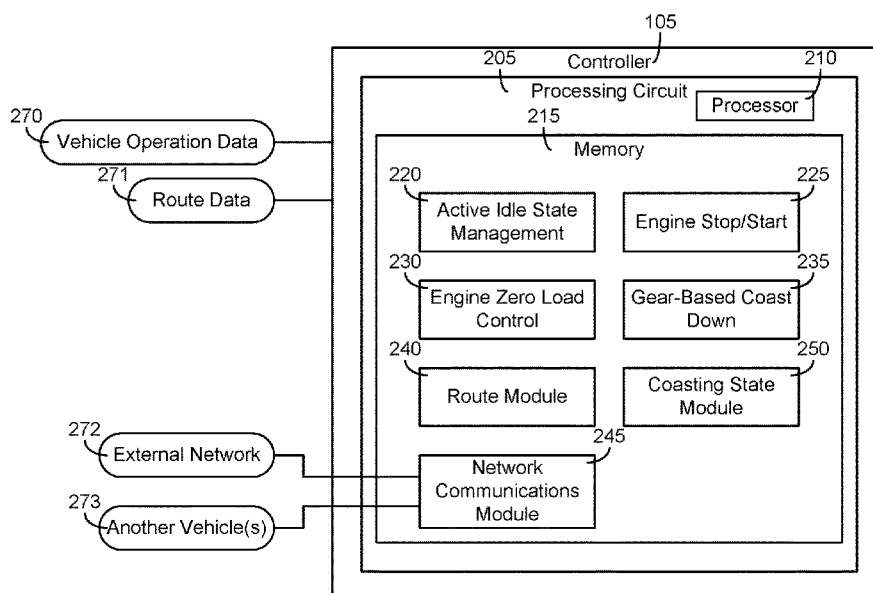 105
Controller
205
210
Processing Circuit
Processor
270
Vehicle Operation Data
215
Memory
271
Route Data
220
Active Idle State
Management
225
Engine Stop/Start
230
Engine Zero Load
Control
235
Gear-Based Coast
Down
240
Route Module
250
Coasting State
Module
272
External Network
245
Network
Communications
Module
273
Another Vehicle(s)